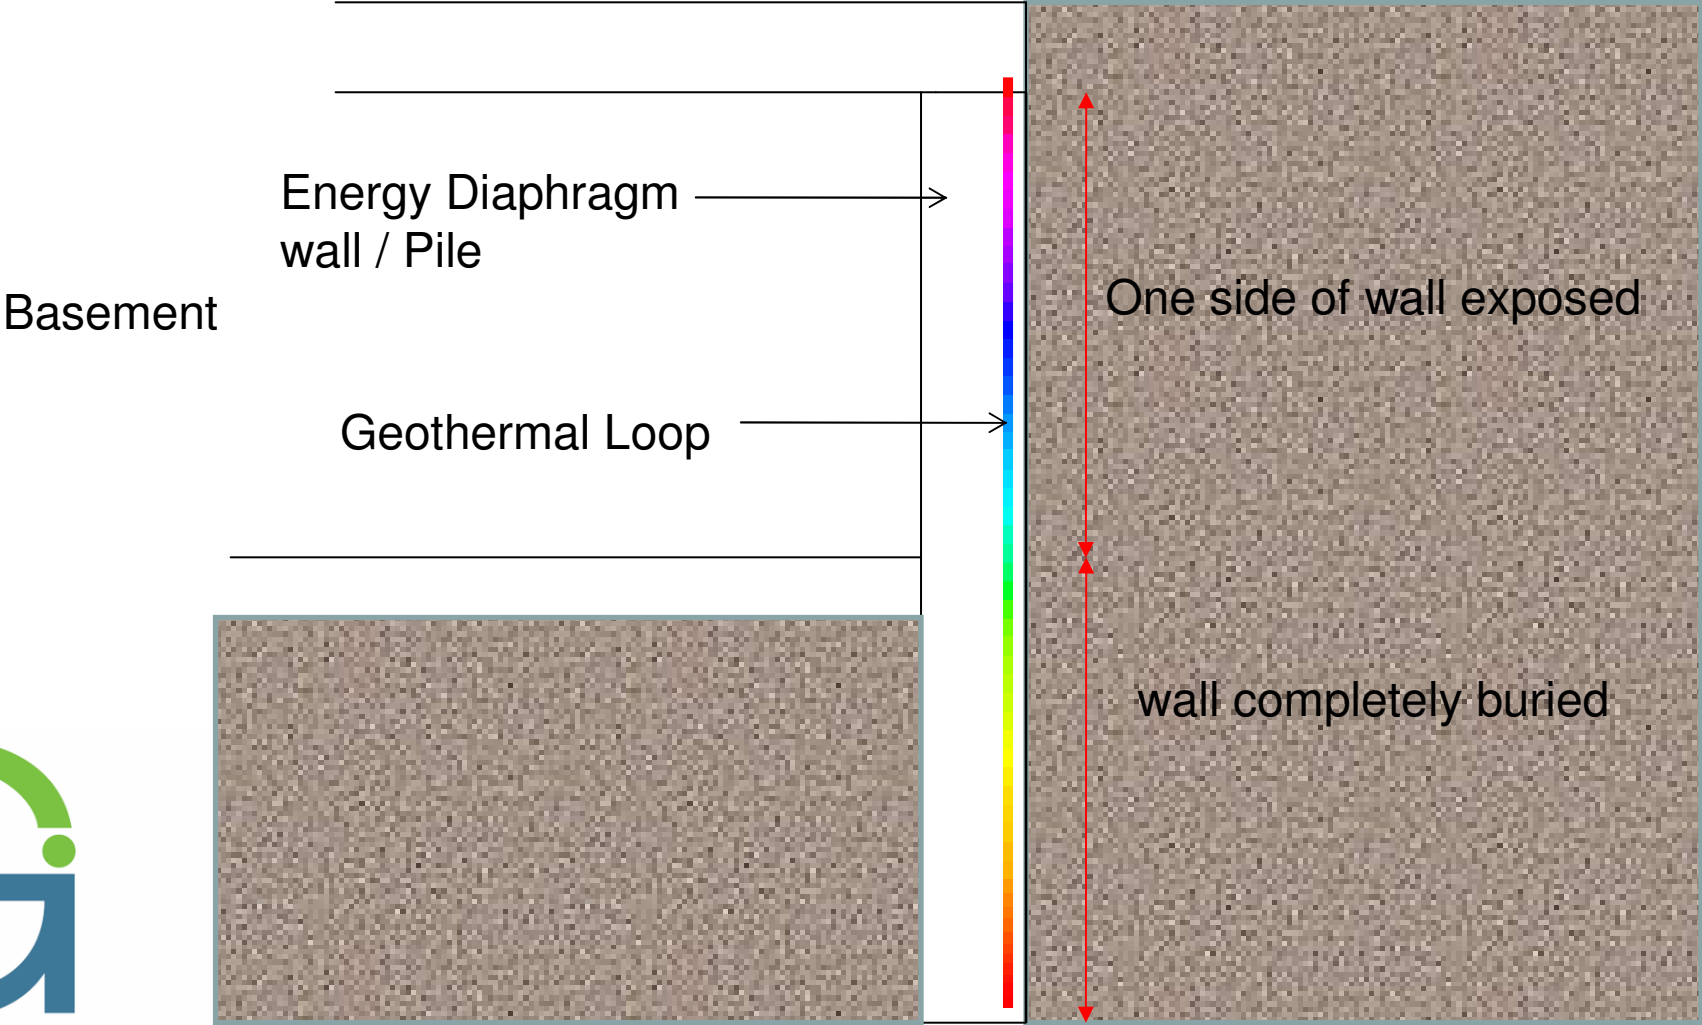 Energy Diaphragm
wall / Pile
Basement
One side of wall exposed
Geothermal Loop
wall completely buried